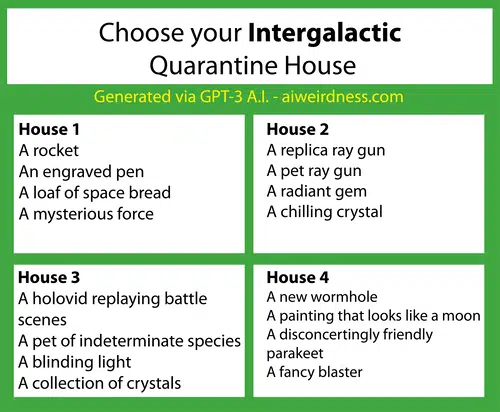 Choose your Intergalactic
Quarantine House
Generated via GPT-3 A.I. - aiweirdness.com
House 1
A rocket
An engraved pen
A loaf of space bread
A mysterious force
House 2
A replica ray gun
A pet ray gun
A radiant gem
A chilling crystal
House 3
A holovid replaying battle
scenes
A pet of indeterminate species
A blinding light
A collection of crystals
House 4
A new wormhole
A painting that looks like a moon
A disconcertingly friendly
parakeet
A fancy blaster